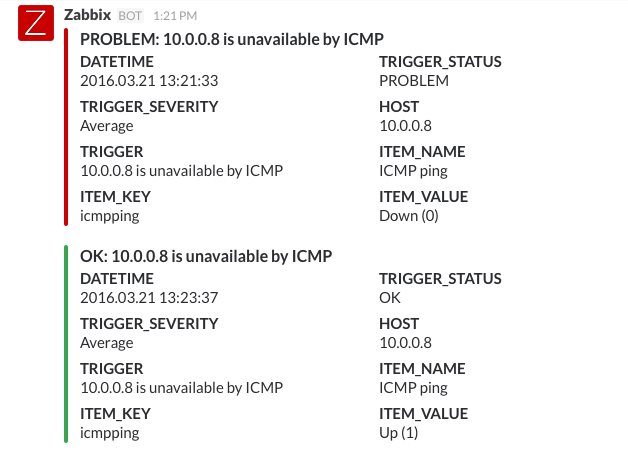 Z
Zabbix BOT 1:21 PM
PROBLEM: 10.0.0.8 is unavailable by ICMP
DATETIME TRIGGER_STATUS
2016.03.21 13:21:33 PROBLEM
TRIGGER_SEVERITY HOST
Average 10.0.0.8
TRIGGER ITEM_NAME
10.0.0.8 is unavailable by ICMP ICMP ping
ITEM_KEY ITEM_VALUE
icmpping Down (0)
OK: 10.0.0.8 is unavailable by ICMP
DATETIME TRIGGER_STATUS
2016.03.21 13:23:37 OK
TRIGGER_SEVERITY HOST
Average 10.0.0.8
TRIGGER ITEM_NAME
10.0.0.8 is unavailable by ICMP ICMP ping
ITEM_KEY ITEM_VALUE
icmpping Up (1)